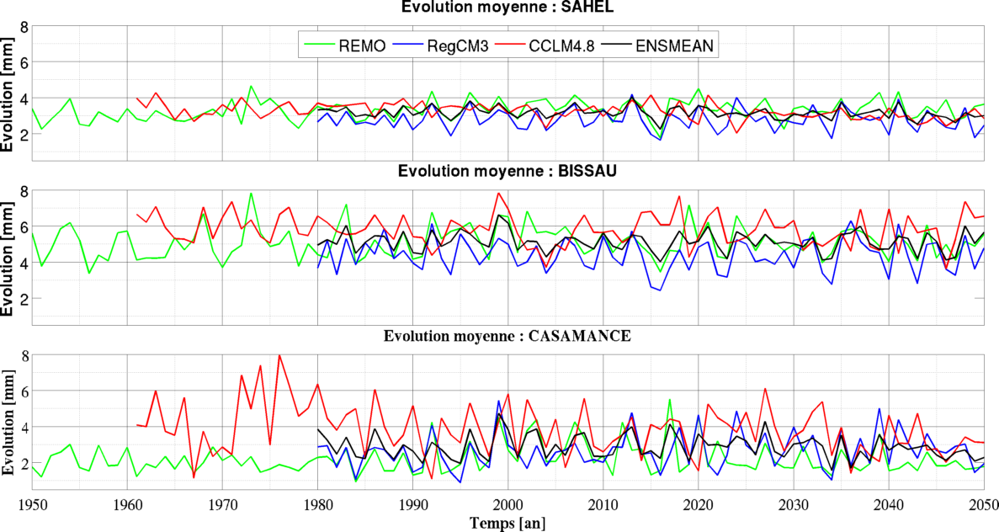 Evolution moyenne : SAHEL
8
6
4
2
Evolution [mm]
REMO RegCM3 CCLM4.8 ENSMEAN
Evolution moyenne : BISSAU
8
6
4
2
Evolution [mm]
Evolution moyenne : CASAMANCE
8
6
4
2
Evolution [mm]
1950 1960 1970 1980 1990 2000 2010 2020 2030 2040 2050
Temps [an]